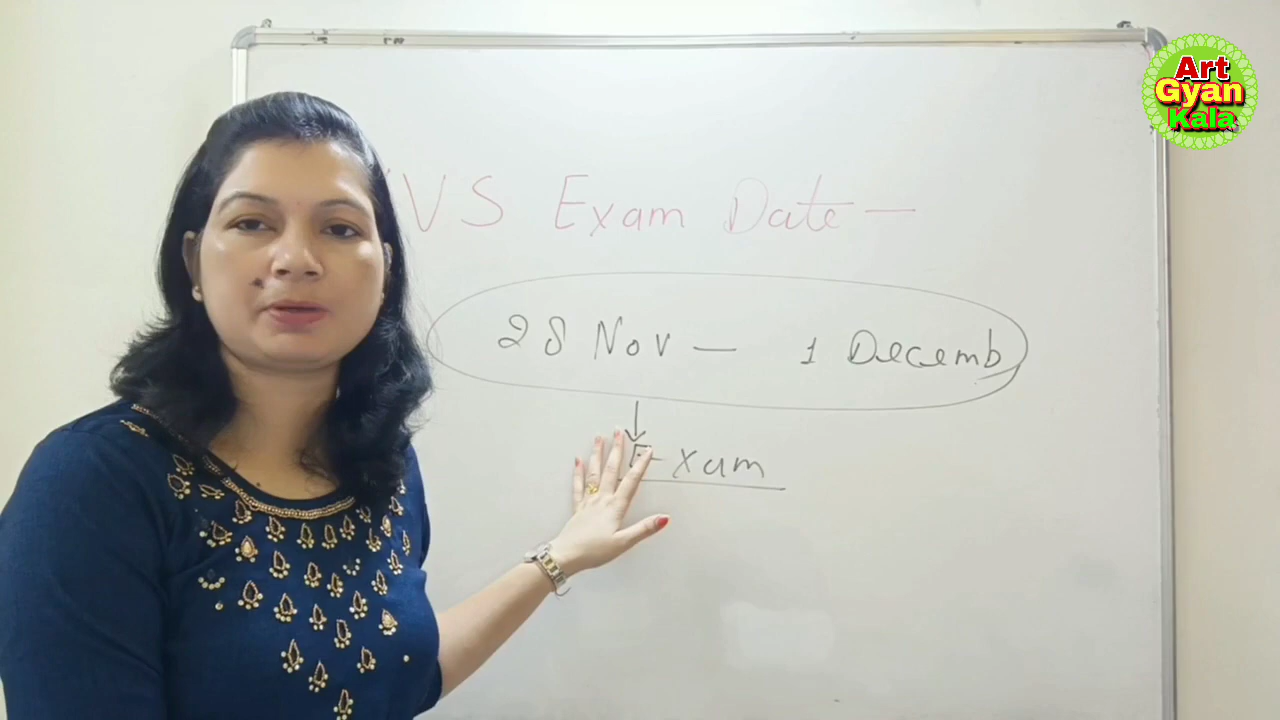 VS Exam Date -
28 Nov - 1 Decemb
Exam
Art
Gyan
Kala